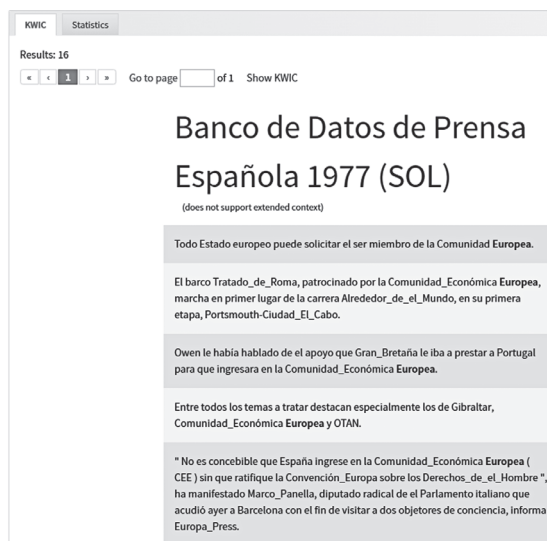 KWIC Statistics
Results: 16
« ‹ 1 › » Go to page of 1 Show KWIC
Banco de Datos de Prensa
Española 1977 (SOL)
(does not support extended context)
Todo Estado europeo puede solicitar el ser miembro de la Comunidad Europea.
El barco Tratado_de_Roma, patrocinado por la Comunidad_Económica Europea,
marcha en primer lugar de la carrera Alrededor_de_el_Mundo, en su primera
etapa, Portsmouth-Ciudad_El_Cabo.
Owen le había hablado de el apoyo que Gran_Bretaña le iba a prestar a Portugal
para que ingresara en la Comunidad_Económica Europea.
Entre todos los temas a tratar destacan especialmente los de Gibraltar,
Comunidad_Económica Europea y OTAN.
" No es concebible que España ingrese en la Comunidad_Económica Europea (
CEE ) sin que ratifique la Convención_Europa sobre los Derechos_de_el_Hombre ",
ha manifestado Marco_Panella, diputado radical de el Parlamento italiano que
acudió ayer a Barcelona con el fin de visitar a dos objetores de conciencia, informa
Europa_Press.